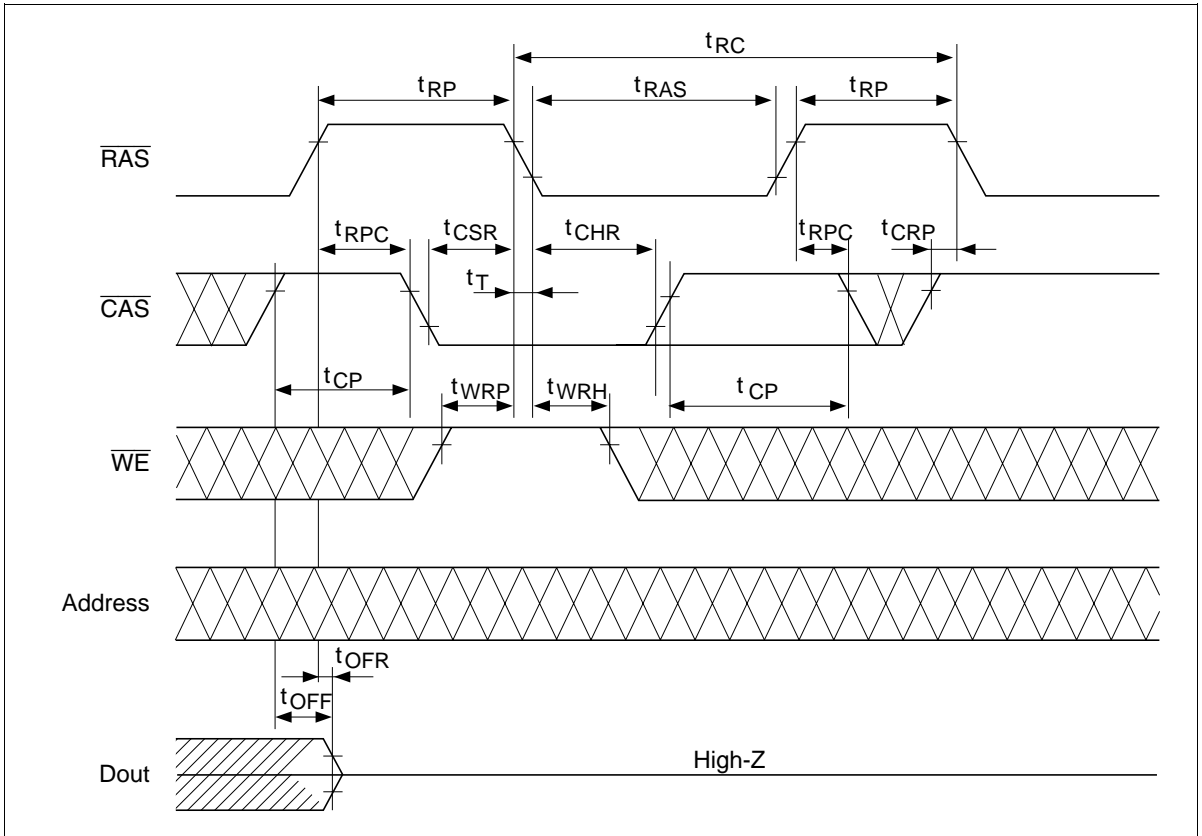 tRC
tRP tRAS tRP
RAS
tRPC tCSR tCHR tRPC tCRP
tT
CAS
tCP tWRP tWRH tCP
WE
Address
tOFR
tOFF
High-Z
Dout